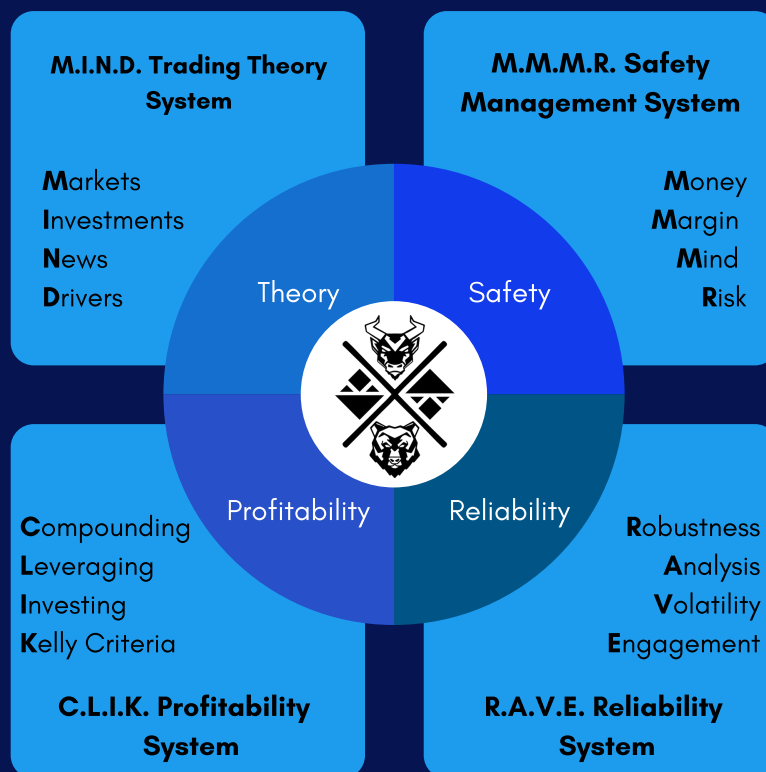 M.I.N.D. Trading Theory
System
Markets
Investments
News
Drivers
M.M.M.R. Safety
Management System
Money
Margin
Mind
Risk
Theory
Safety
Profitability
Reliability
Compounding
Leveraging
Investing
Kelly Criteria
C.L.I.K. Profitability
System
Robustness
Analysis
Volatility
Engagement
R.A.V.E. Reliability
System